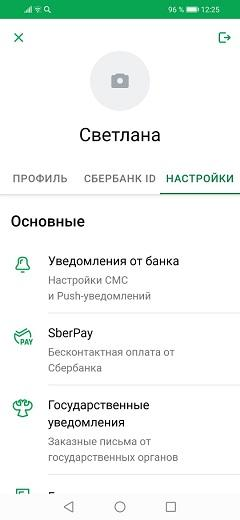 96 % 12:25
Светлана
ПРОФИЛЬ СБЕРБАНК ID НАСТРОЙКИ
Основные
Уведомления от банка
Настройки СМС
и Push-уведомлений
PAY
SberPay
Бесконтактная оплата от
Сбербанка
Государственные
уведомления
Заказные письма от
государственных органов